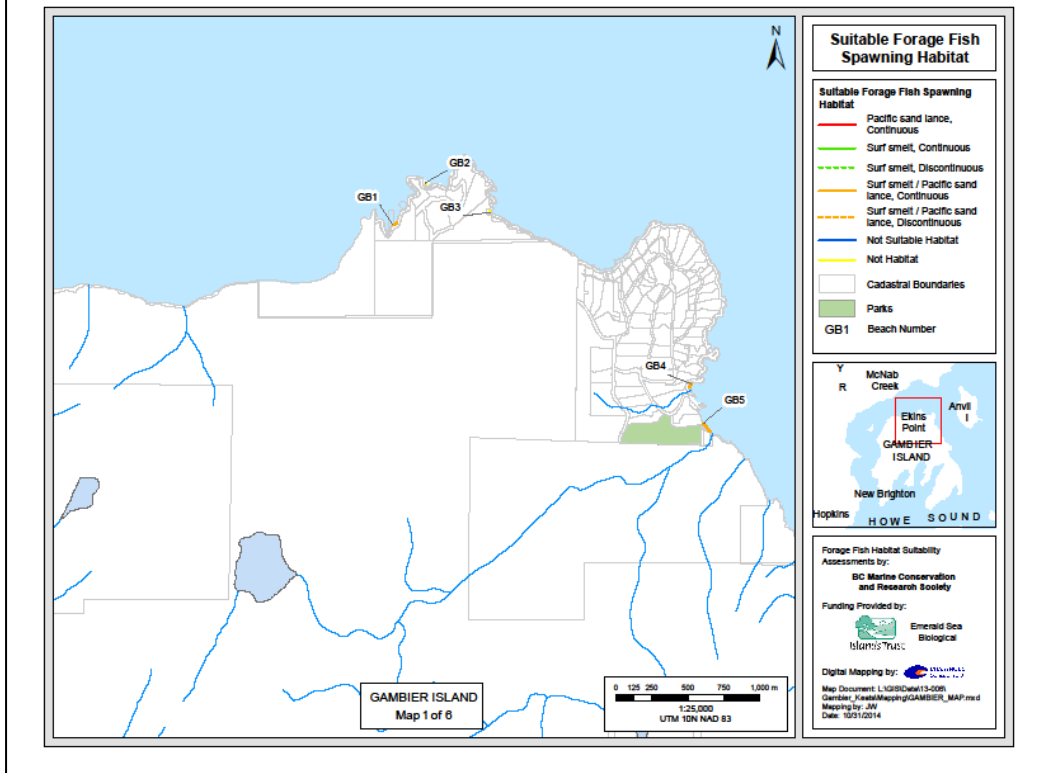 N
GB2
GB1
GB3
GB4
GB5
GAMBIER ISLAND
Map 1 of 6
0 125 250 500 750 1,000 m
1:25,000
UTM 10N NAD 83
Suitable Forage Fish
Spawning Habitat
Suitable Forage Fish Spawning
Habitat
Pacific sand lance,
Continuous
Surf smelt, Continuous
Surf smelt, Discontinuous
Surf smelt / Pacific sand
lance, Continuous
Surf smelt / Pacific sand
lance, Discontinuous
Not Suitable Habitat
Not Habitat
Cadastral Boundaries
Parks
GB1 Beach Number
Y
McNab
R Creek
Anvil
I
Ekins
Point
GAMBIER
ISLAND
New Brighton
Hopkins
HOWE SOUND
Forage Fish Habitat Suitability
Assessments by:
BC Marine Conservation
and Research Society
Funding Provided by:
Emerald Sea
Biological
Islands Trust
Digital Mapping by:
Map Document: L:\GIS\Data\13-006\
Gambier_Keats\Mapping\GAMBIER_MAP.mxd
Mapping by: JW
Date: 10/31/2014